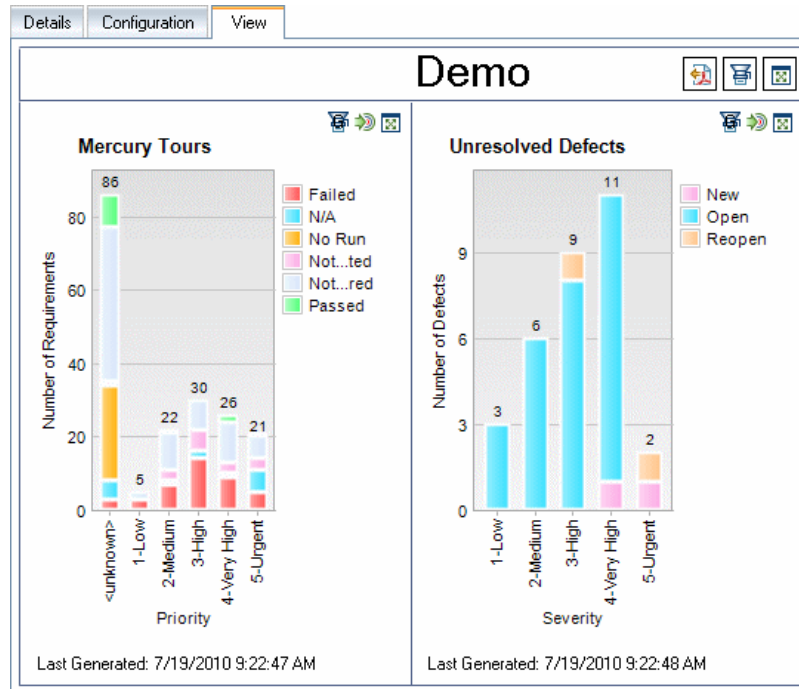 Details Configuration View
Demo
Mercury Tours
86
80
60
40
20
0
5
22
30
26
21
Number of Requirements
<unknown>
1-Low
2-Medium
3-High
4-Very High
5-Urgent
Priority
Failed
N/A
No Run
Not...ted
Not...red
Passed
Last Generated: 7/19/2010 9:22:47 AM
Unresolved Defects
11
9
6
3
0
3
6
9
2
Number of Defects
1-Low
2-Medium
3-High
4-Very High
5-Urgent
Severity
New
Open
Reopen
Last Generated: 7/19/2010 9:22:48 AM